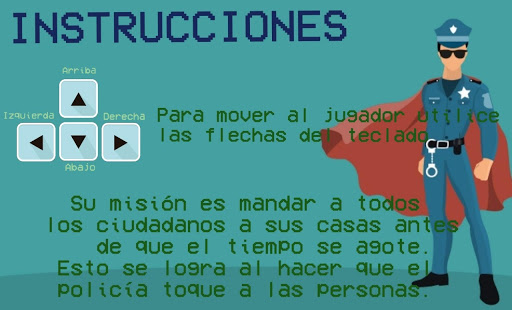 INSTRUCCIONES
Arriba
Izquierda
Derecha
Abajo
Para mover al jugador utilice
las flechas del teclado.
Su misión es mandar a todos
los ciudadanos a sus casas antes
de que el tiempo se agote.
Esto se logra al hacer que el
policía toque a las personas.